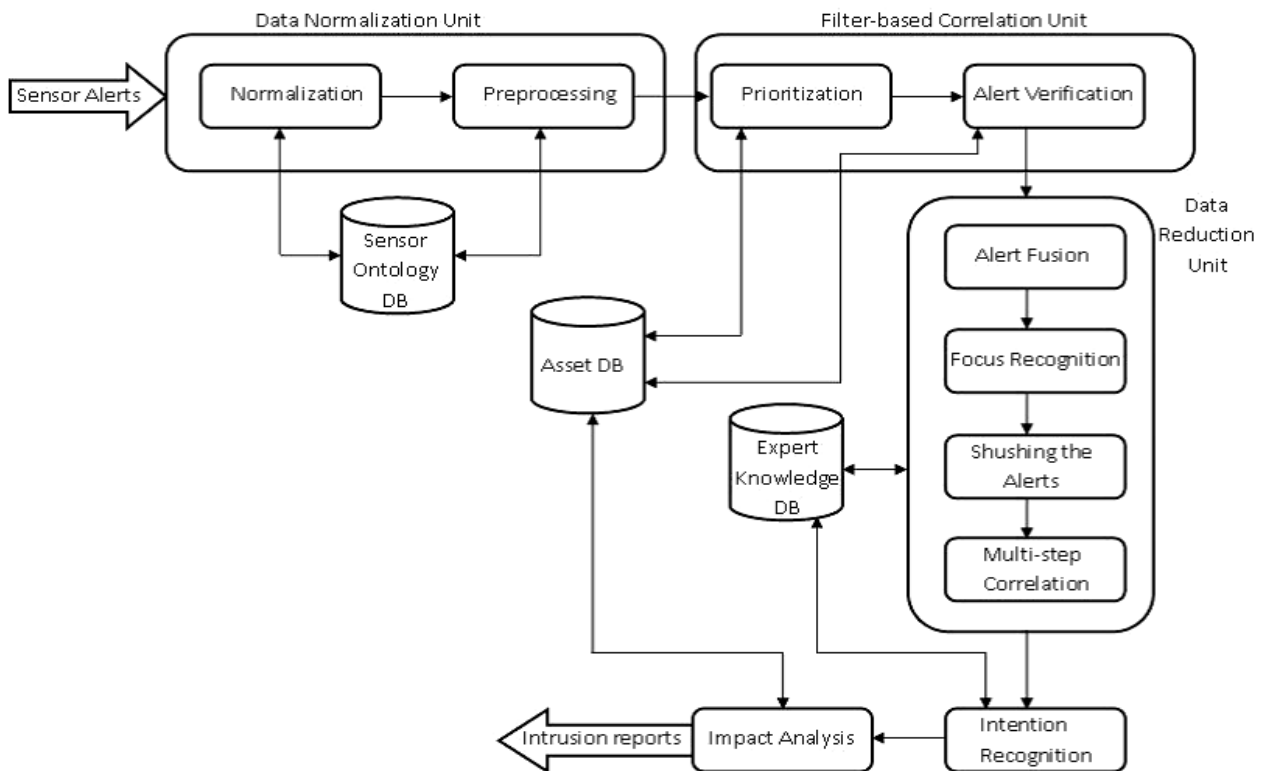 Data Normalization Unit
Filter-based Correlation Unit
Sensor Alerts
Normalization
Preprocessing
Prioritization
Alert Verification
Sensor
Ontology
DB
Data
Reduction
Unit
Alert Fusion
Focus Recognition
Shushing the
Alerts
Multi-step
Correlation
Asset DB
Expert
Knowledge
DB
Intrusion reports
Impact Analysis
Intention
Recognition